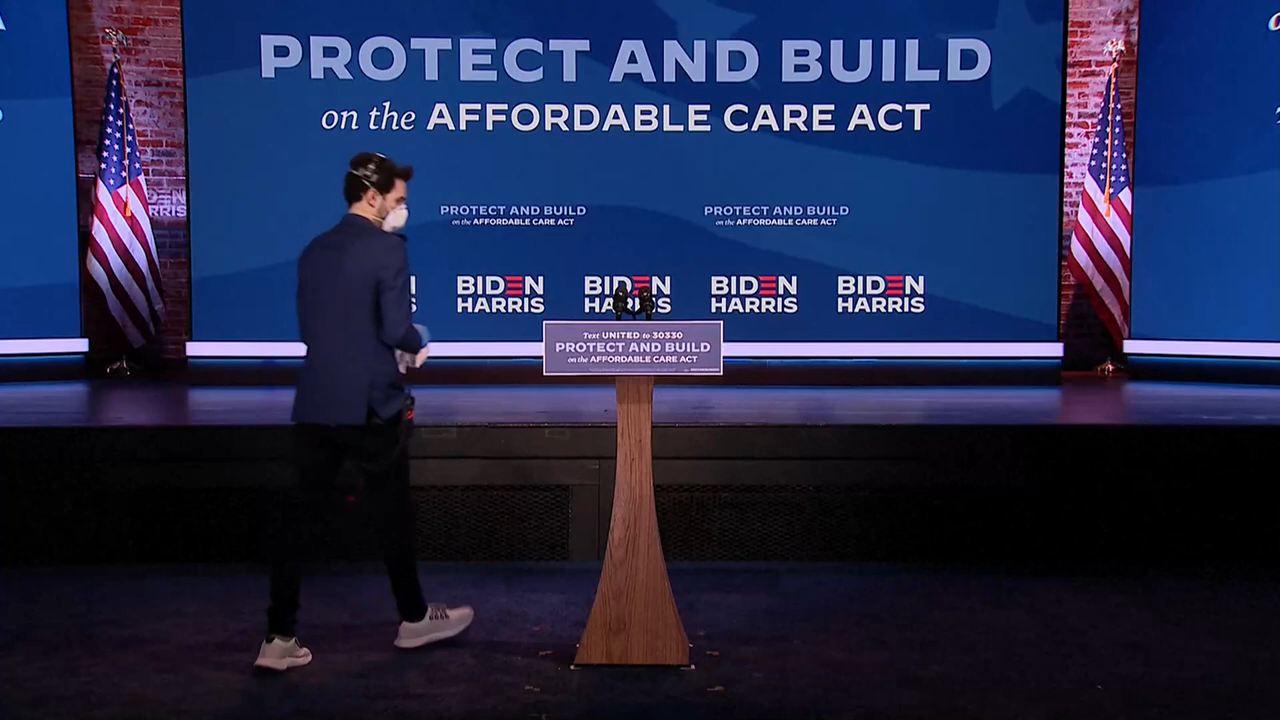 PROTECT AND BUILD
on the AFFORDABLE CARE ACT
PROTECT AND BUILD
on the AFFORDABLE CARE ACT
PROTECT AND BUILD
on the AFFORDABLE CARE ACT
BIDEN
HARRIS
BIDEN
HARRIS
BIDEN
HARRIS
BIDEN
HARRIS
Text UNITED to 30330
PROTECT AND BUILD
on the AFFORDABLE CARE ACT